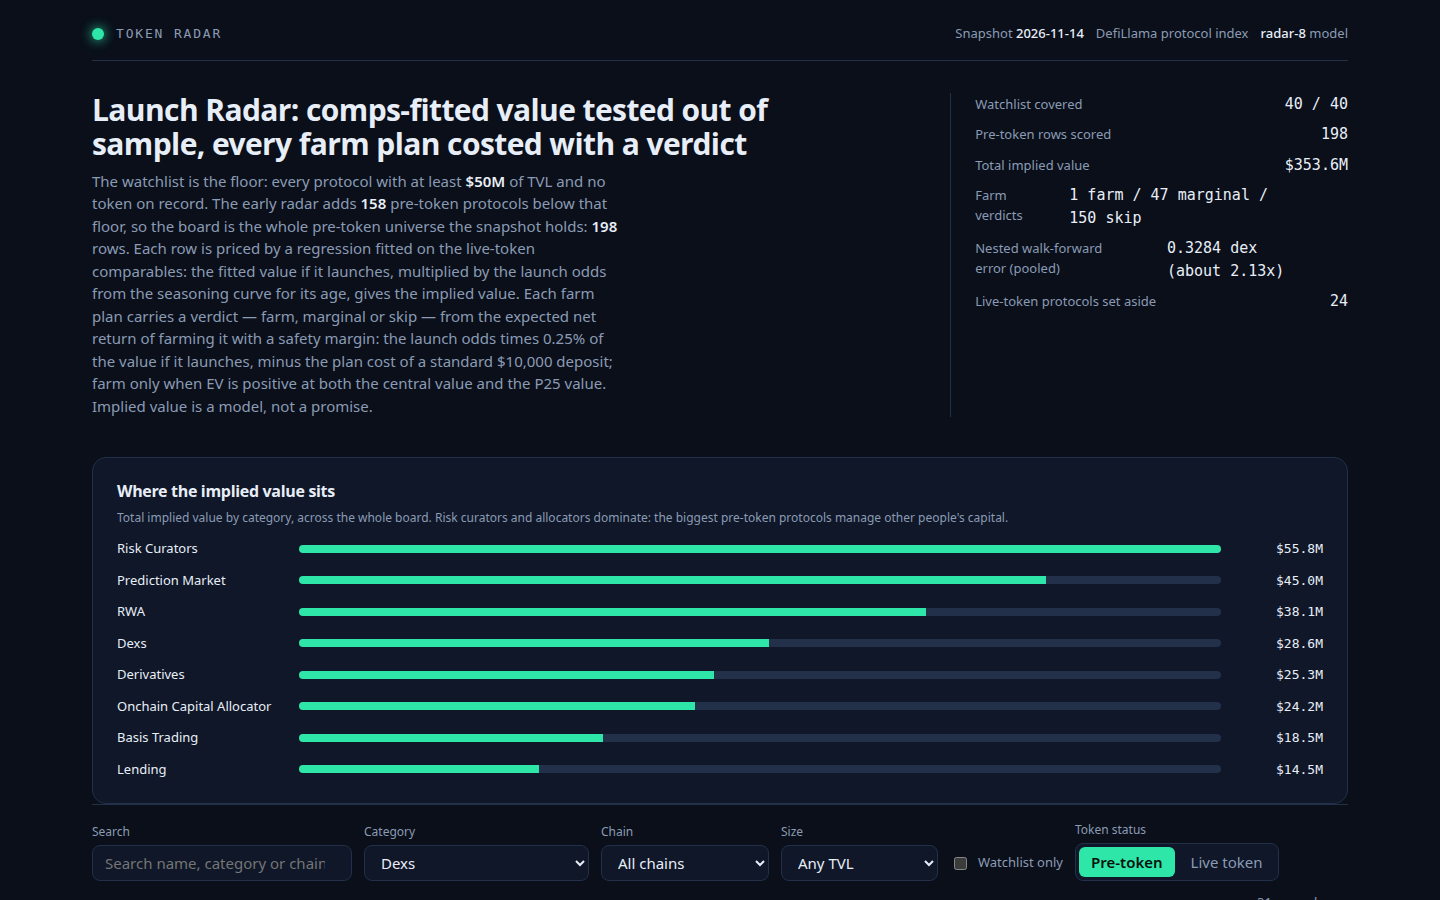 TOKEN RADAR
Snapshot 2026-11-14 DefiLlama protocol index radar-8 model
Launch Radar: comps-fitted value tested out of
sample, every farm plan costed with a verdict
The watchlist is the floor: every protocol with at least $50M of TVL and no
token on record. The early radar adds 158 pre-token protocols below that
floor, so the board is the whole pre-token universe the snapshot holds: 198
rows. Each row is priced by a regression fitted on the live-token
comparables: the fitted value if it launches, multiplied by the launch odds
from the seasoning curve for its age, gives the implied value. Each farm
plan carries a verdict — farm, marginal or skip — from the expected net
return of farming it with a safety margin: the launch odds times 0.25% of
the value if it launches, minus the plan cost of a standard $10,000 deposit;
farm only when EV is positive at both the central value and the P25 value.
Implied value is a model, not a promise.
Watchlist covered 40 / 40
Pre-token rows scored 198
Total implied value $353.6M
Farm verdicts 1 farm / 47 marginal /
150 skip
Nested walk-forward 0.3284 dex
error (pooled) (about 2.13x)
Live-token protocols set aside 24
Where the implied value sits
Total implied value by category, across the whole board. Risk curators and allocators dominate: the biggest pre-token protocols manage other people's capital.
Risk Curators $55.8M
Prediction Market $45.0M
RWA $38.1M
Dexs $28.6M
Derivatives $25.3M
Onchain Capital Allocator $24.2M
Basis Trading $18.5M
Lending $14.5M
Search Category Chain Size Token status
Search name, category or chain Dexs All chains Any TVL Watchlist only Pre-token Live token